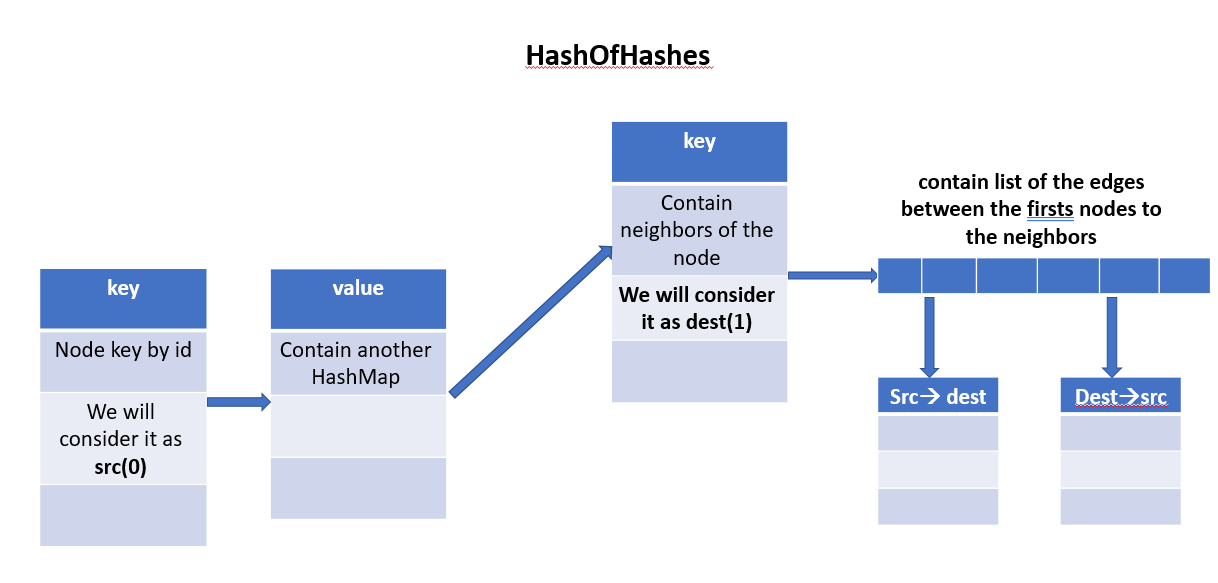 HashOfHashes
key
Node key by id
We will
consider it as
src(0)
value
Contain another
HashMap
key
Contain
neighbors of the
node
We will consider
it as dest(1)
contain list of the edges
between the firsts nodes to
the neighbors
Src→ dest
Dest→src